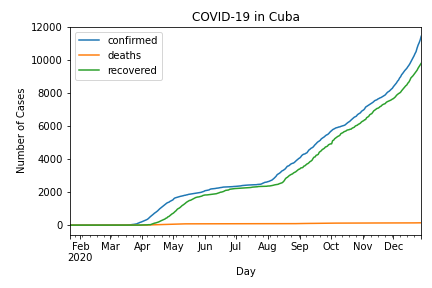 COVID-19 in Cuba
confirmed
deaths
recovered
Number of Cases
12000
10000
8000
6000
4000
2000
0
Feb Mar Apr May Jun Jul Aug Sep Oct Nov Dec
2020
Day